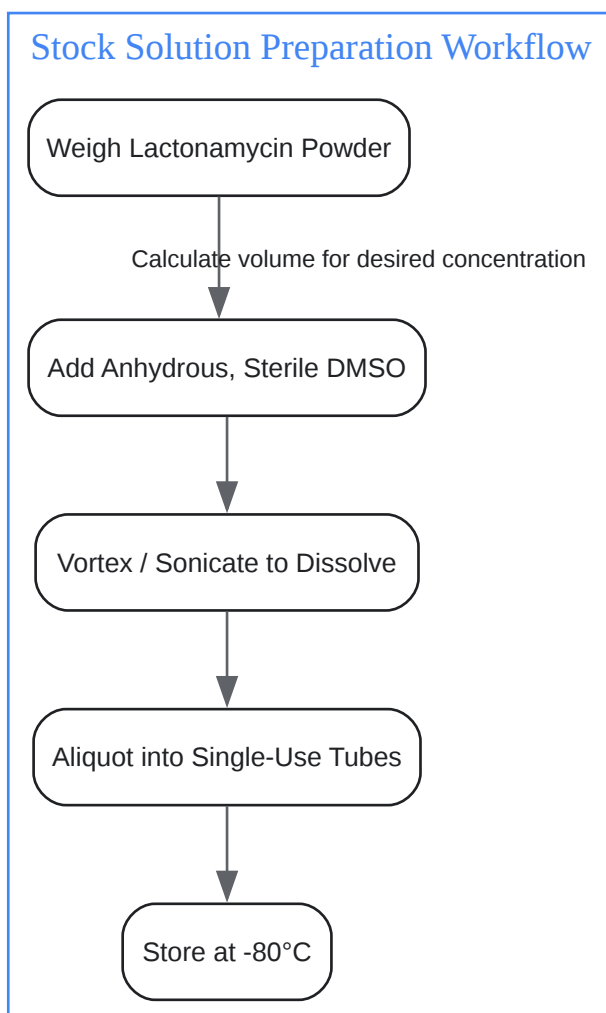 Stock Solution Preparation Workflow
Weigh Lactonamycin Powder
Calculate volume for desired concentration
Add Anhydrous, Sterile DMSO
Vortex / Sonicate to Dissolve
Aliquot into Single-Use Tubes
Store at -80°C